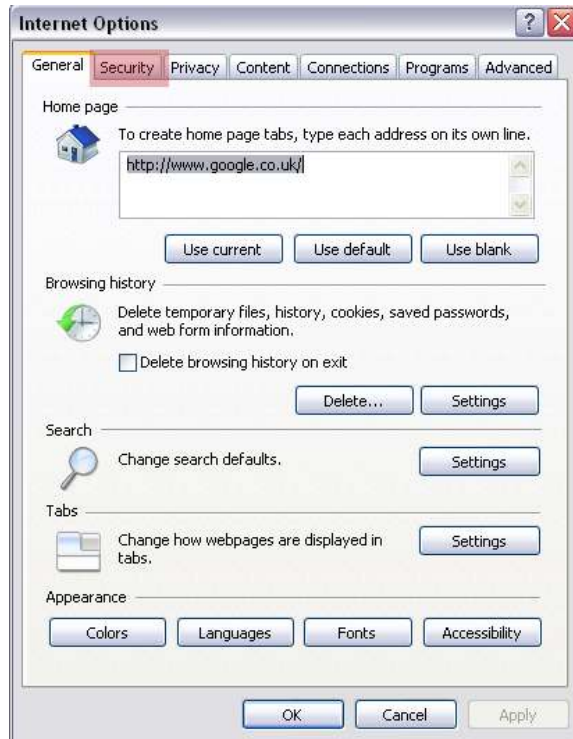 Internet Options
General Security Privacy Content Connections Programs Advanced
Home page
To create home page tabs, type each address on its own line.
http://www.google.co.uk/
Use current Use default Use blank
Browsing history
Delete temporary files, history, cookies, saved passwords,
and web form information.
Delete browsing history on exit
Delete... Settings
Search
Change search defaults. Settings
Tabs
Change how webpages are displayed in
tabs.
Settings
Appearance
Colors Languages Fonts Accessibility
OK Cancel Apply